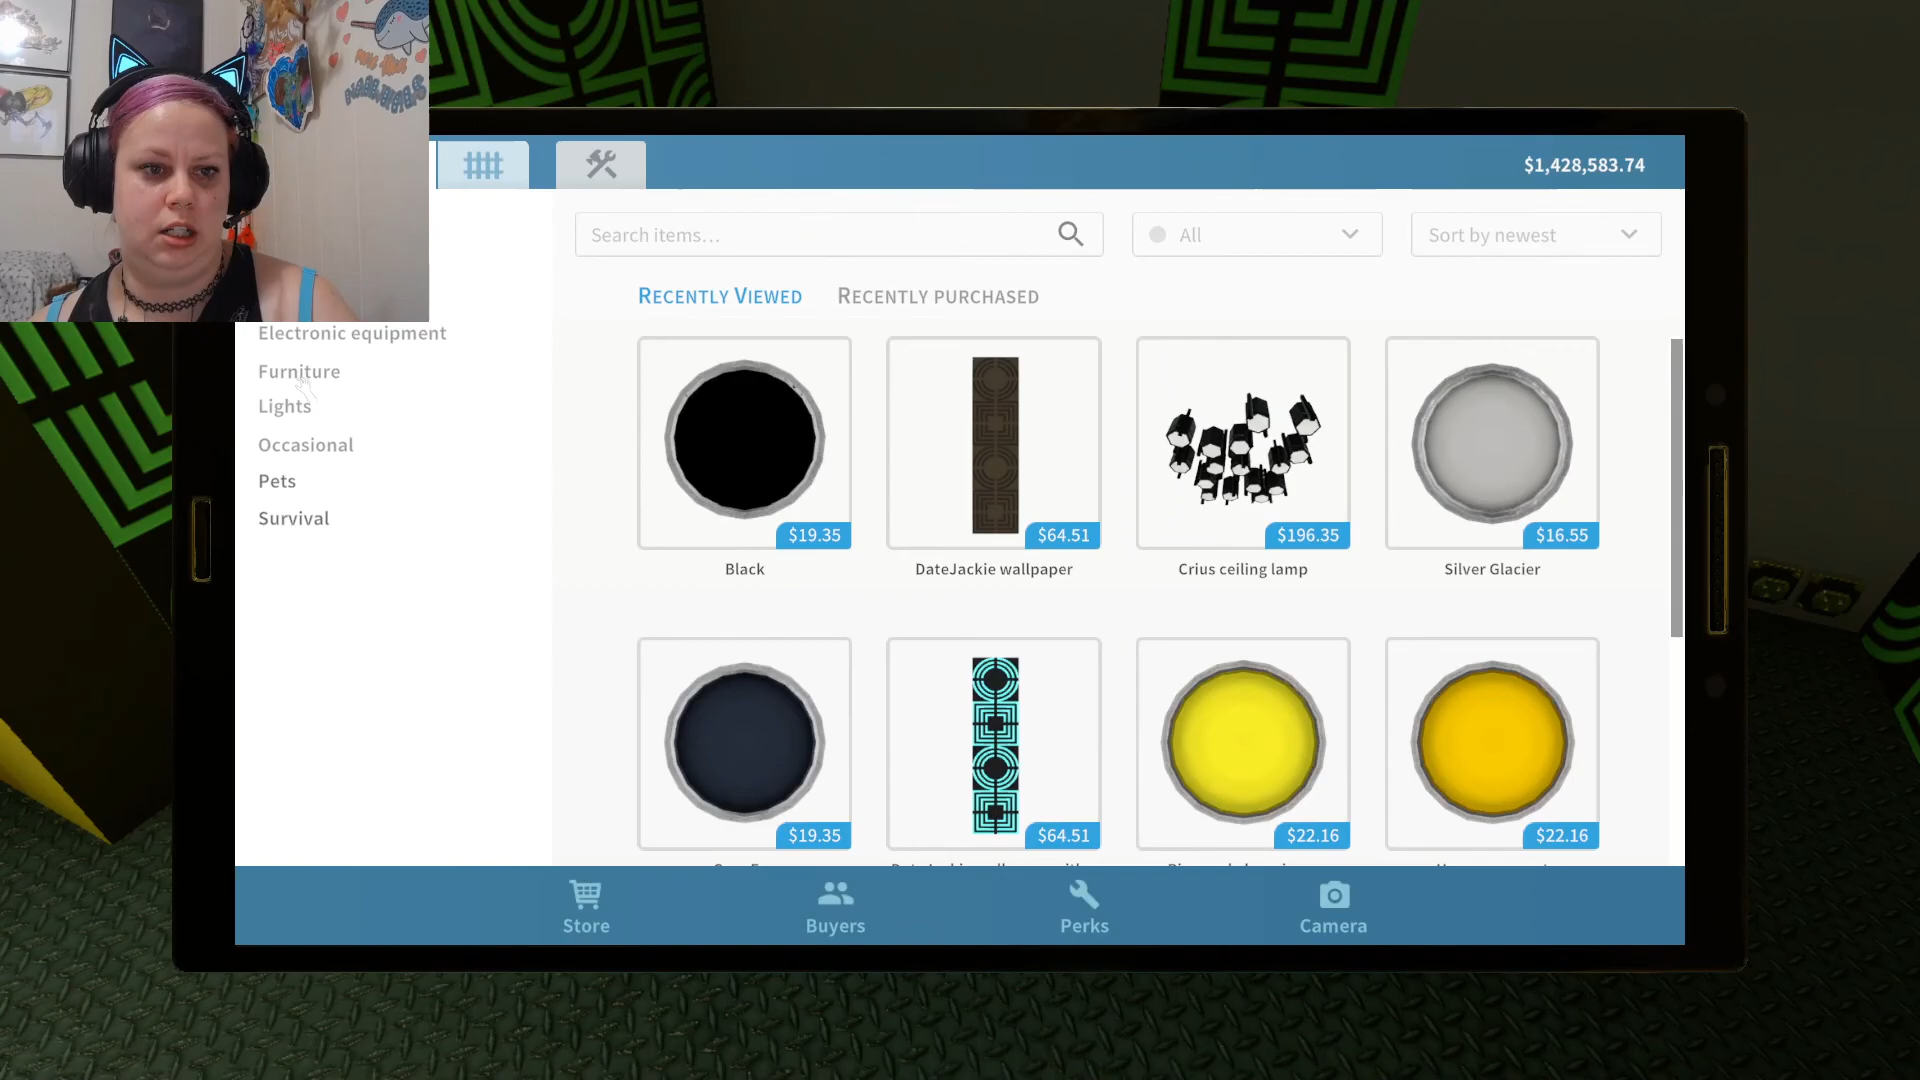 NARWHALS
$1,428,583.74
Search items...
All
Sort by newest
RECENTLY VIEWED
RECENTLY PURCHASED
Electronic equipment
Furniture
Lights
Occasional
Pets
Survival
$19.35
$64.51
$196.35
$16.55
Black
DateJackie wallpaper
Crius ceiling lamp
Silver Glacier
$19.35
$64.51
$22.16
$22.16
Store
Buyers
Perks
Camera